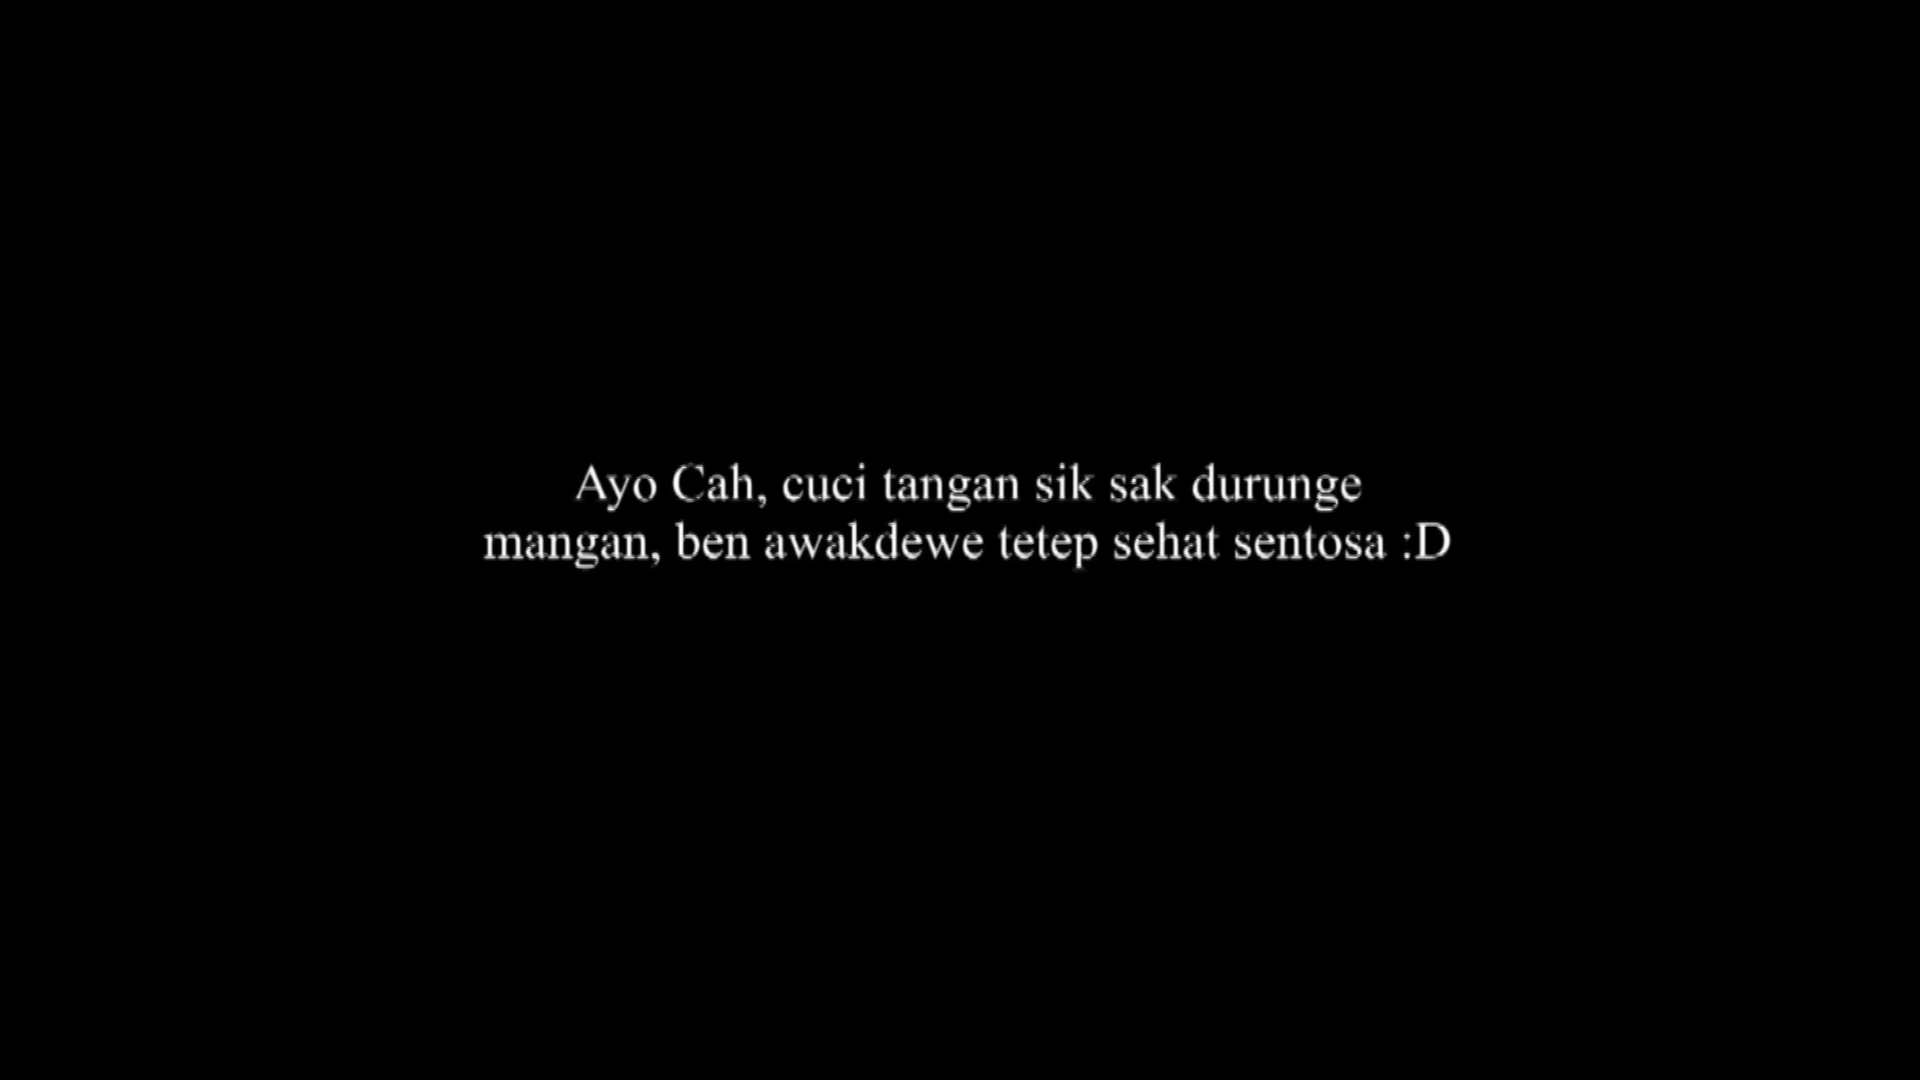 Ayo Cah, cuci tangan sik sak durunge
mangan, ben awakdewe tetep sehat sentosa :D